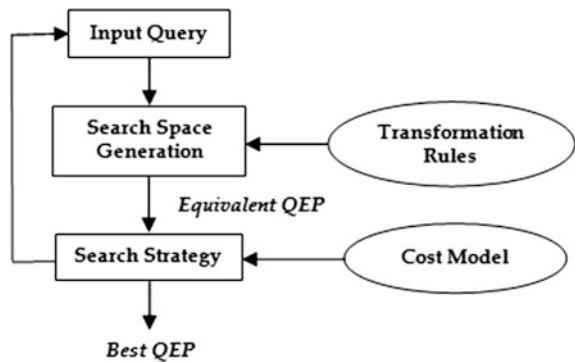 Input Query
Search Space
Generation
Transformation
Rules
Equivalent QEP
Search Strategy
Cost Model
Best QEP